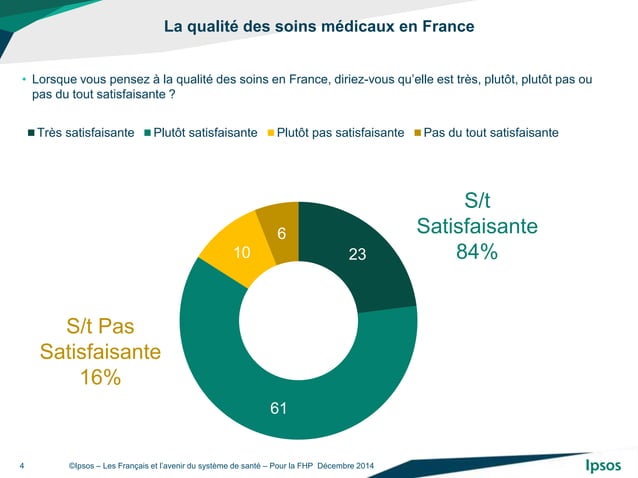 La qualité des soins médicaux en France
• Lorsque vous pensez à la qualité des soins en France, diriez-vous qu’elle est très, plutôt, plutôt pas ou
pas du tout satisfaisante ?
Très satisfaisante Plutôt satisfaisante Plutôt pas satisfaisante Pas du tout satisfaisante
S/t
Satisfaisante
84%
6
10
23
S/t Pas
Satisfaisante
16%
61
4 ©Ipsos – Les Français et l’avenir du système de santé – Pour la FHP Décembre 2014
Ipsos